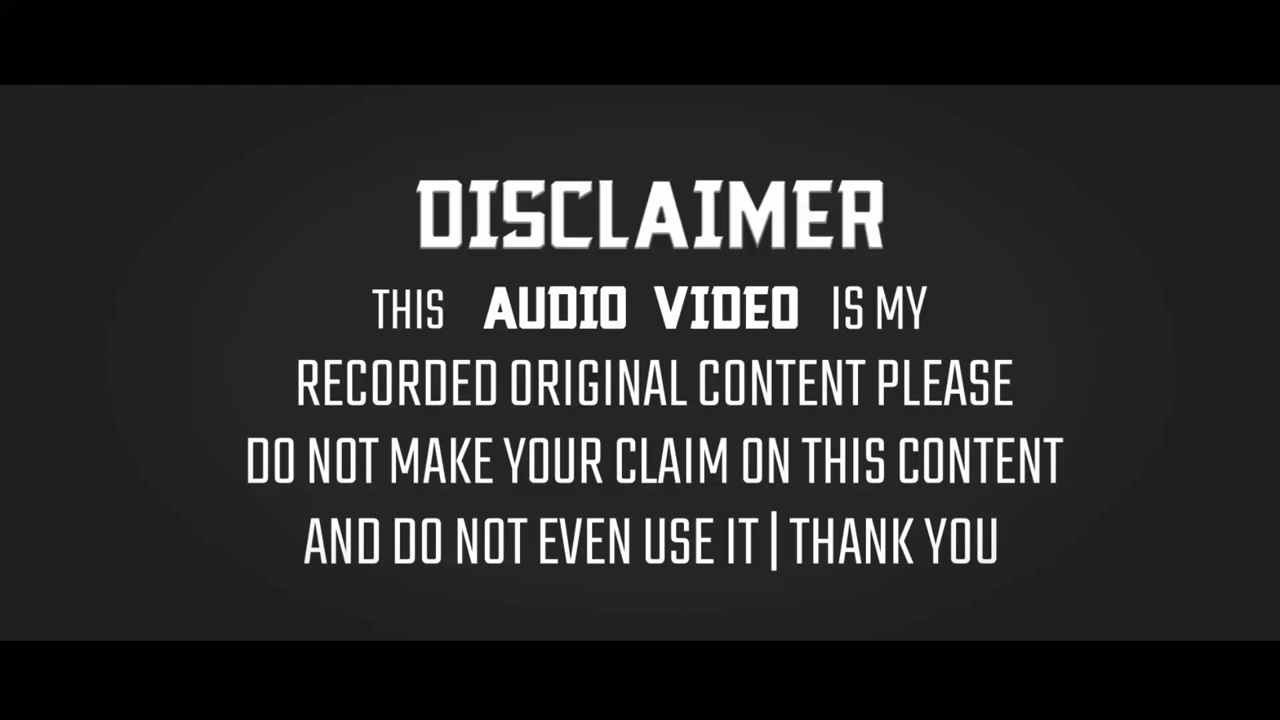 DISCLAIMER
THIS AUDIO VIDEO IS MY
RECORDED ORIGINAL CONTENT PLEASE
DO NOT MAKE YOUR CLAIM ON THIS CONTENT
AND DO NOT EVEN USE IT | THANK YOU